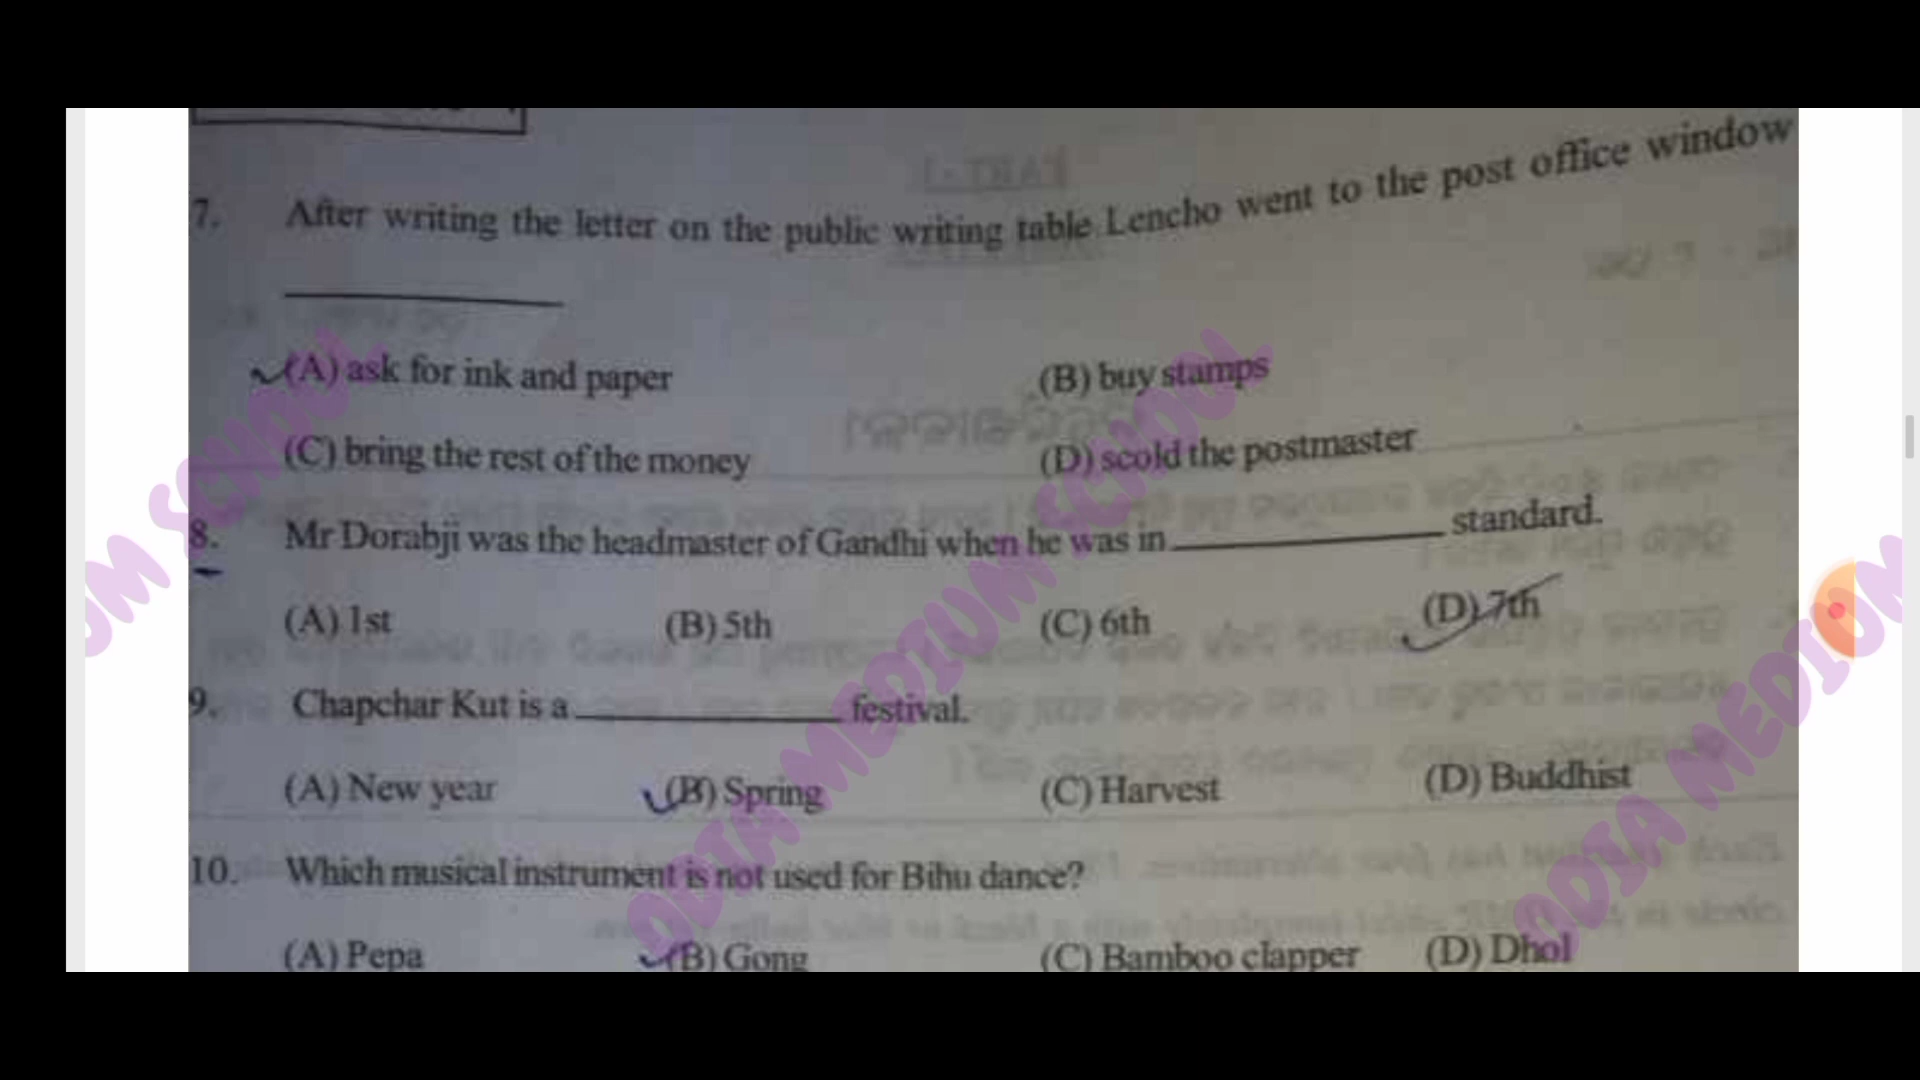 7. After writing the letter on the public writing table Lencho went to the post office window
(A) ask for ink and paper (B) buy stamps
(C) bring the rest of the money (D) scold the postmaster
8. Mr Dorabji was the headmaster of Gandhi when he was in standard.
(A) 1st (B) 5th (C) 6th (D) 7th
9. Chapchar Kut is a festival.
(A) New year (B) Spring (C) Harvest (D) Buddhist
10. Which musical instrument is not used for Bihu dance?
(A) Pepa (B) Gong (C) Bamboo clapper (D) Dhol
UM SCHOOL
ODIA MEDIUM SCHOOL
ODIA MEDIUM